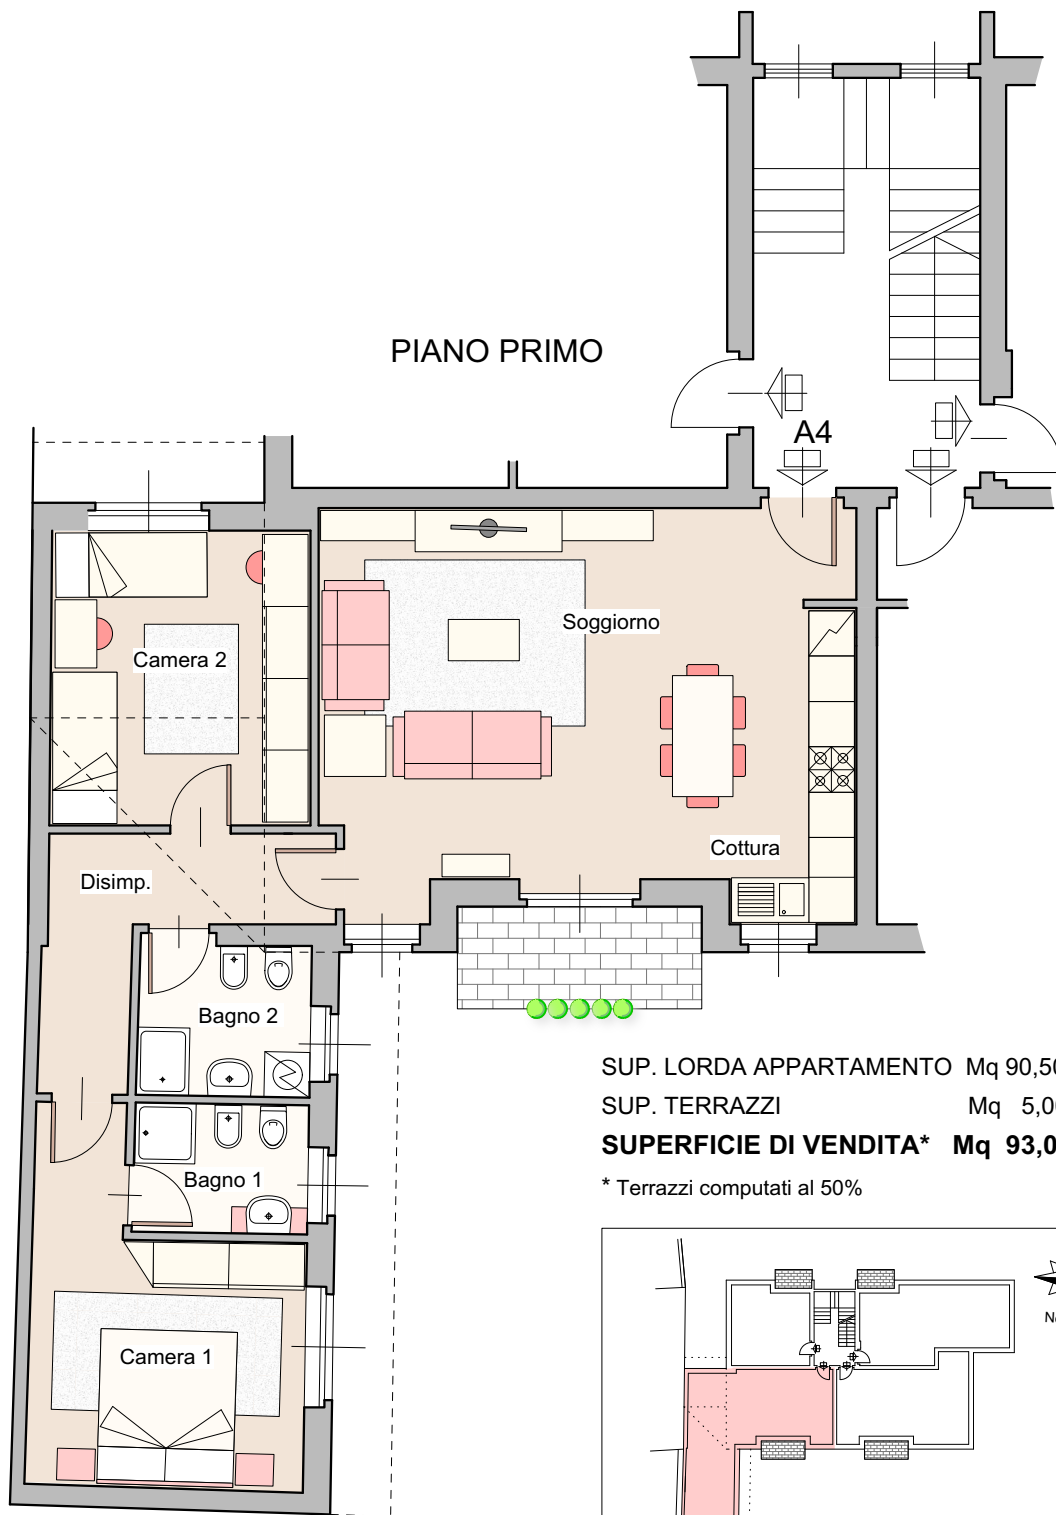 PIANO PRIMO
A4
Soggiorno
Camera 2
Cottura
Disimp.
Bagno 2
SUP. LORDA APPARTAMENTO Mq 90,50
SUP. TERRAZZI Mq 5,0
SUPERFICIE DI VENDITA* Mq 93,0
* Terrazzi computati al 50%
Bagno 1
Camera 1